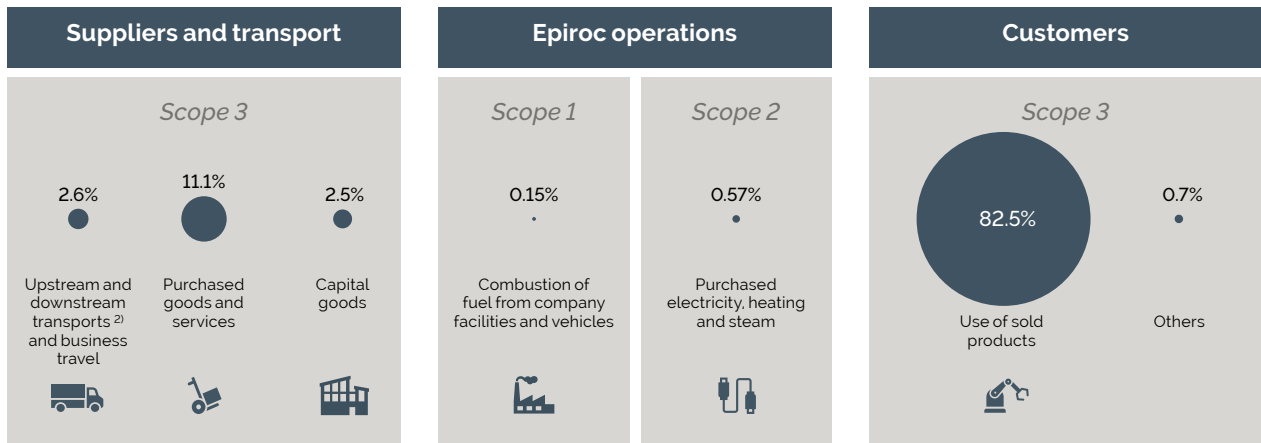 Suppliers and transport
Scope 3
2.6%
Upstream and
downstream
transports 2)
and business
travel
11.1%
Purchased
goods and
services
2.5%
Capital
goods
Epiroc operations
Scope 1
0.15%
Combustion of
fuel from company
facilities and vehicles
Scope 2
0.57%
Purchased
electricity, heating
and steam
Customers
Scope 3
82.5%
Use of sold
products
0.7%
Others